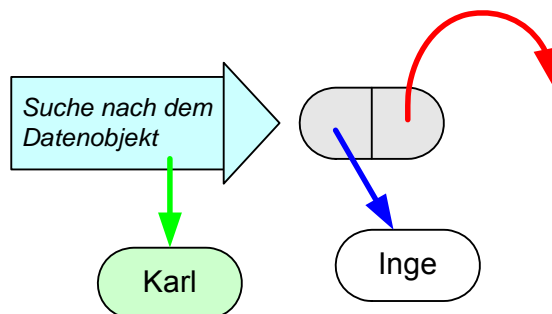 Suche nach dem
Datenobjekt
Karl
Inge